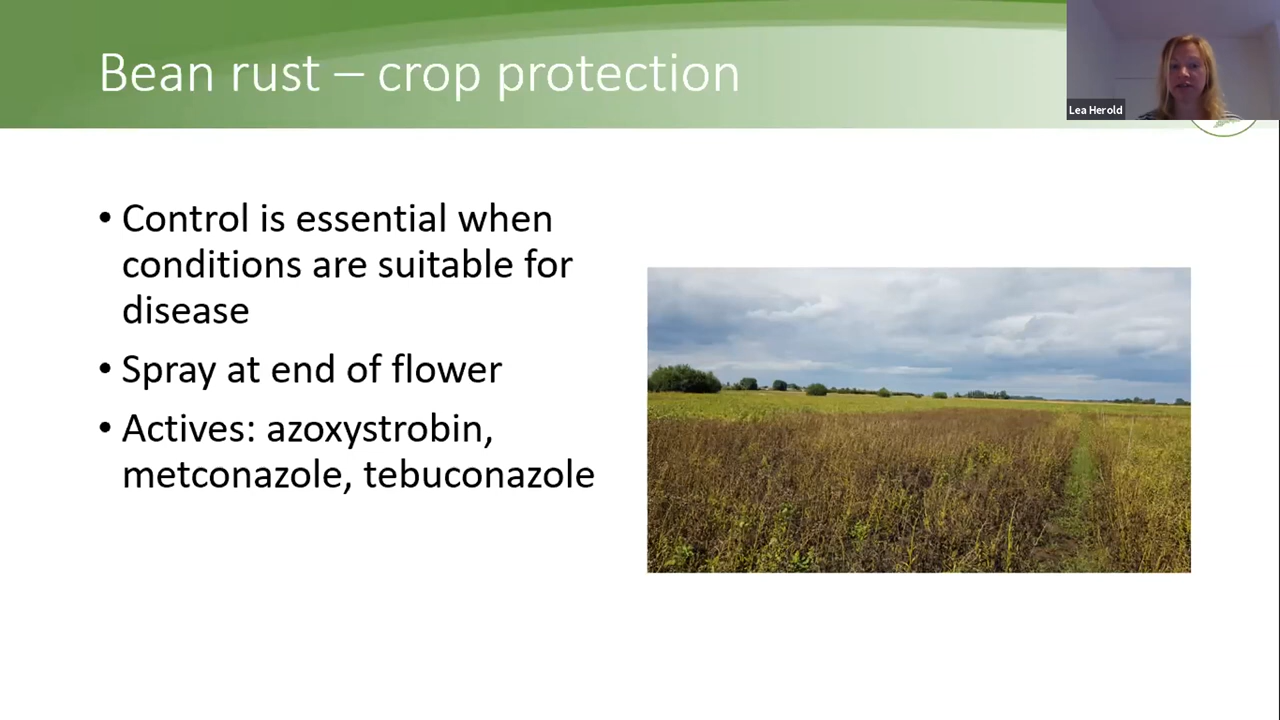 Bean rust – crop protection
Lea Herold
• Control is essential when
conditions are suitable for
disease
• Spray at end of flower
• Actives: azoxystrobin,
metconazole, tebuconazole